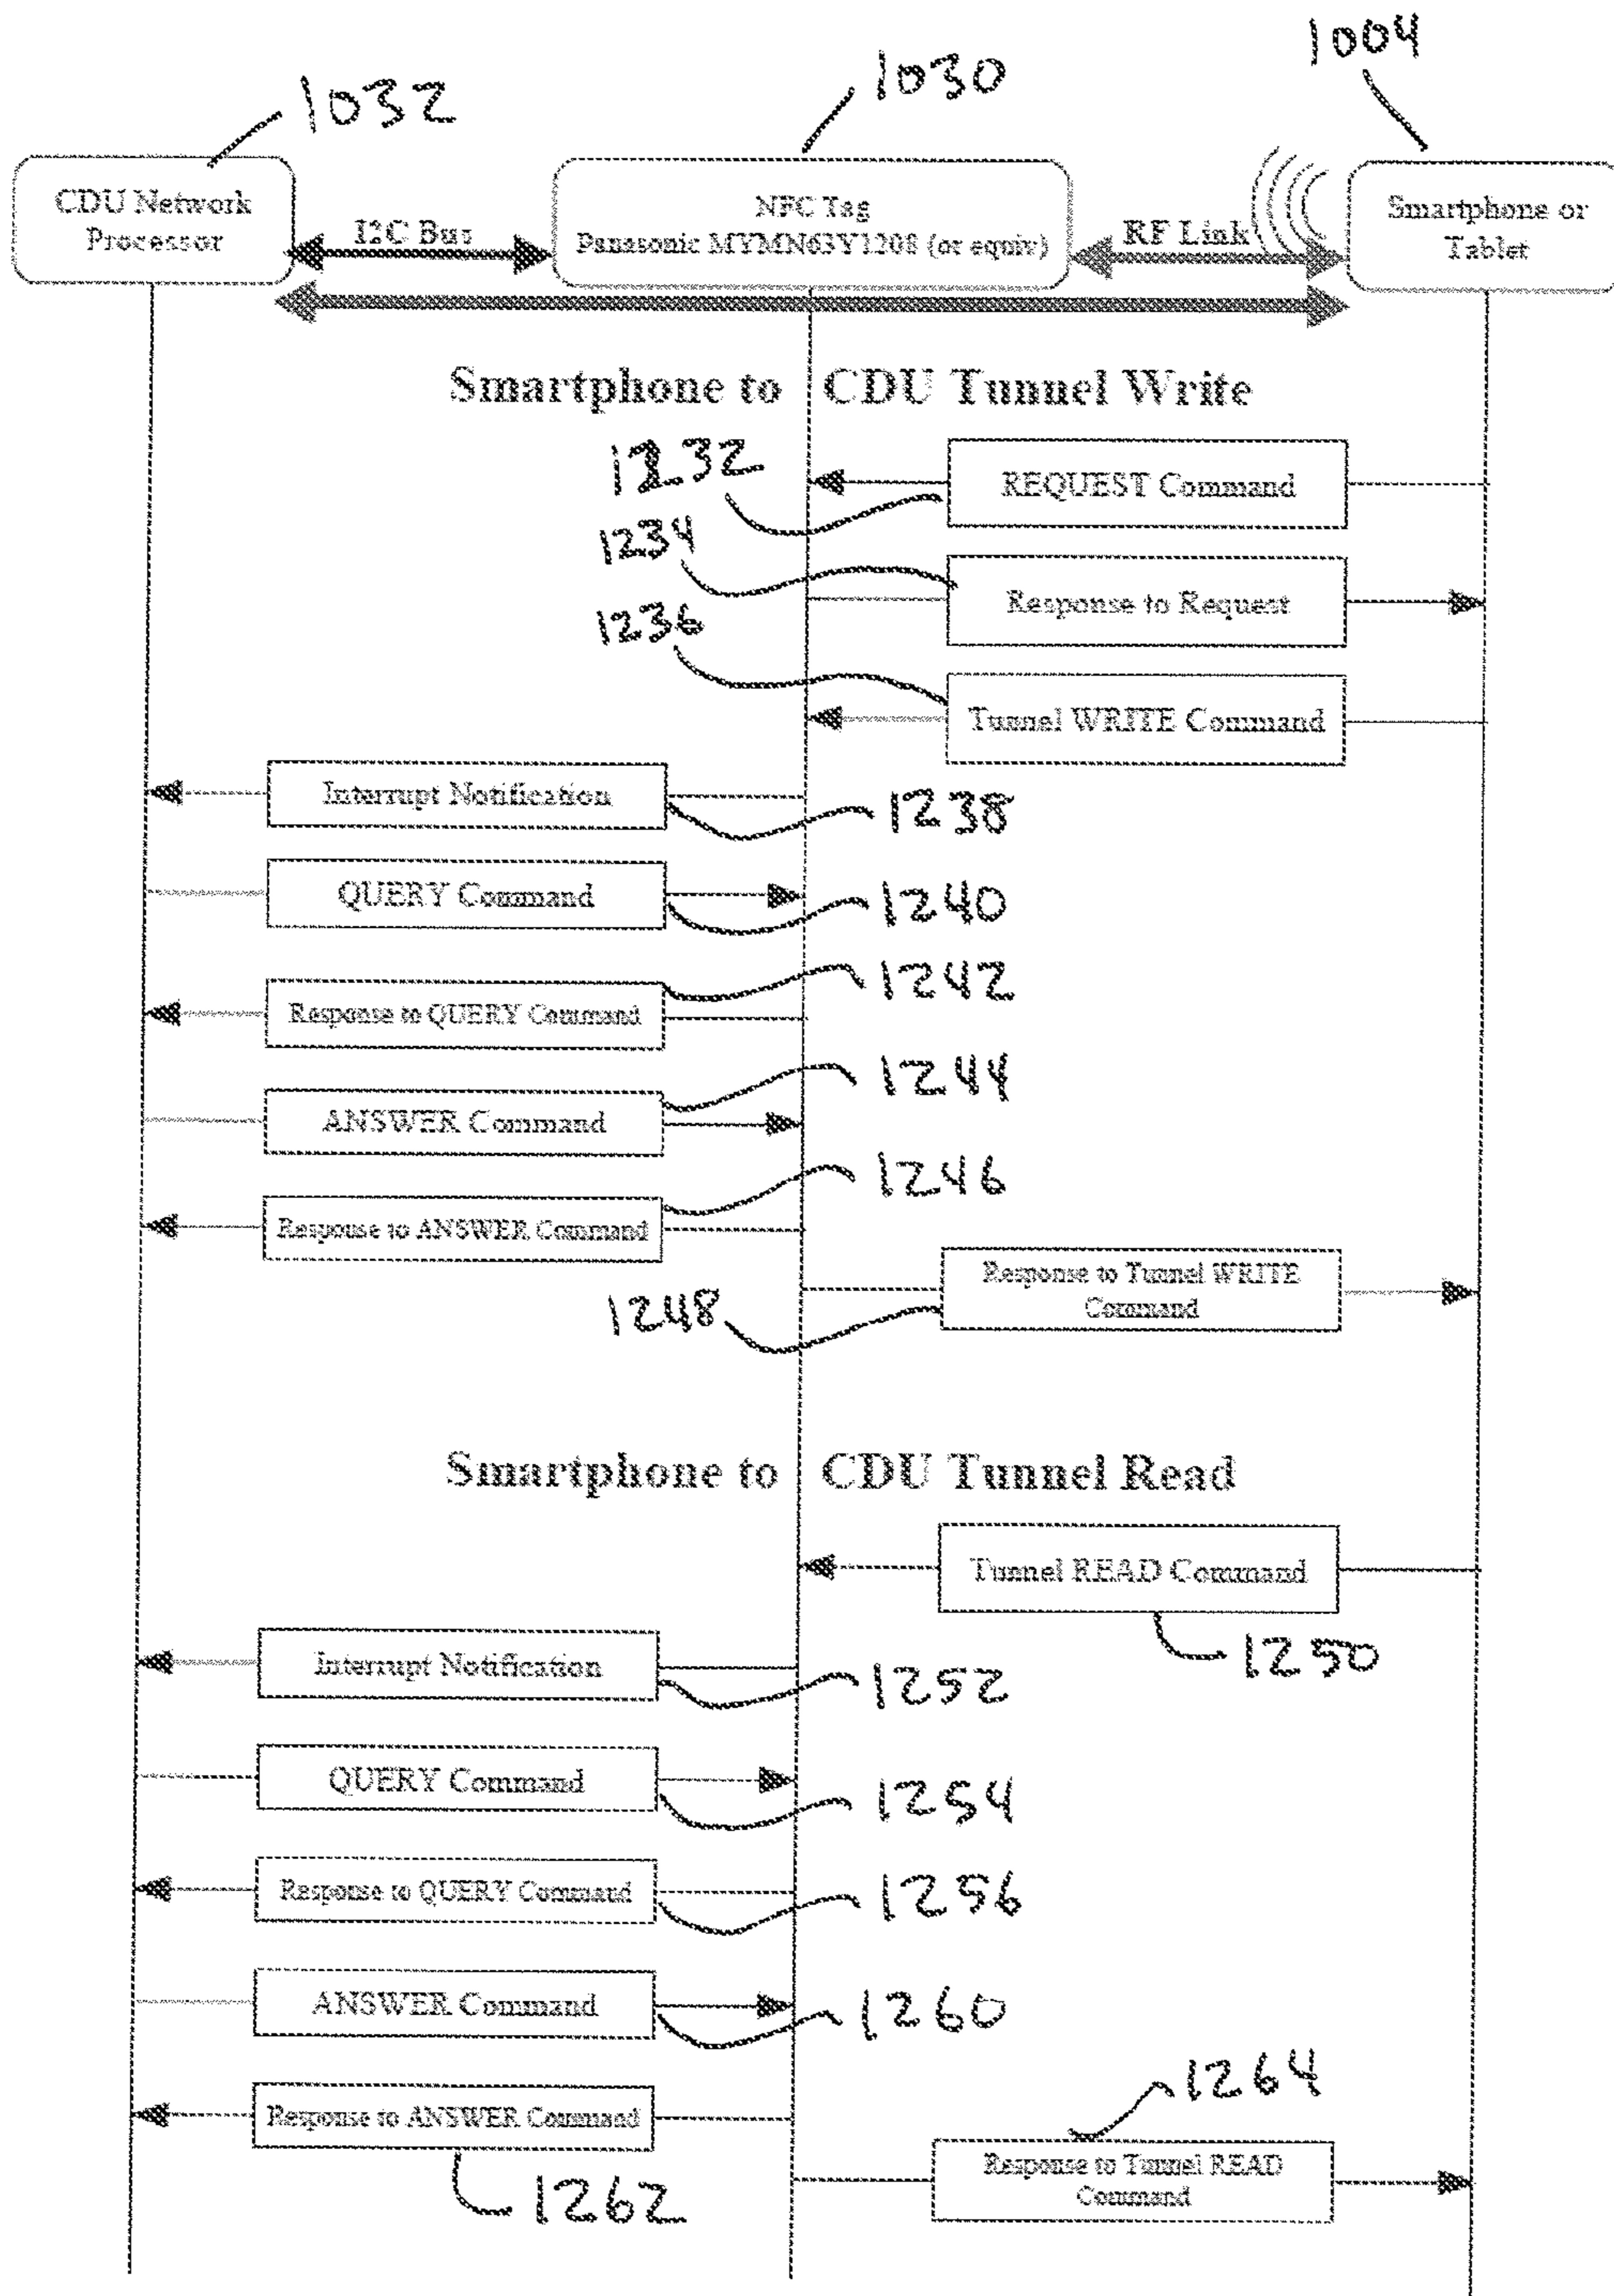 1004
1030
1032
CDU Network
Processor
I2C Bus
NFC Tag
Panasonic MYMN63Y1208 (or equiv)
RF Link
Smartphone or
Tablet
Smartphone to CDU Tunnel Write
1232
REQUEST Command
1234
Response to Request
1236
Tunnel WRITE Command
Interrupt Notification
1238
QUERY Command
1240
1242
Response to QUERY Command
1244
ANSWER Command
1246
Response to ANSWER Command
Response to Tunnel WRITE
Command
1248
Smartphone to CDU Tunnel Read
Tunnel READ Command
1250
Interrupt Notification
1252
QUERY Command
1254
Response to QUERY Command
1256
ANSWER Command
1260
1264
Response to ANSWER Command
Response to Tunnel READ
Command
1262